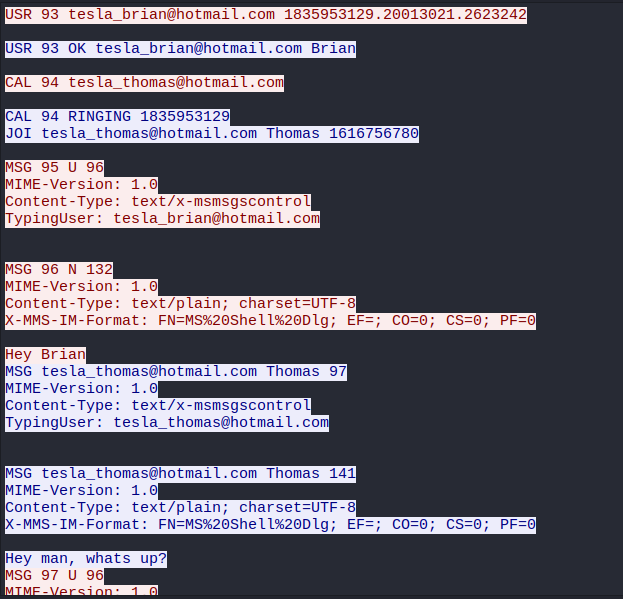 USR 93 tesla_brian@hotmail.com 1835953129.20013021.2623242
USR 93 OK tesla_brian@hotmail.com Brian
CAL 94 tesla_thomas@hotmail.com
CAL 94 RINGING 1835953129
JOI tesla_thomas@hotmail.com Thomas 1616756780
MSG 95 U 96
MIME-Version: 1.0
Content-Type: text/x-msmsgscontrol
TypingUser: tesla_brian@hotmail.com
MSG 96 N 132
MIME-Version: 1.0
Content-Type: text/plain; charset=UTF-8
X-MMS-IM-Format: FN=MS%20Shell%20Dlg; EF=; CO=0; CS=0; PF=0
Hey Brian
MSG tesla_thomas@hotmail.com Thomas 97
MIME-Version: 1.0
Content-Type: text/x-msmsgscontrol
TypingUser: tesla_thomas@hotmail.com
MSG tesla_thomas@hotmail.com Thomas 141
MIME-Version: 1.0
Content-Type: text/plain; charset=UTF-8
X-MMS-IM-Format: FN=MS%20Shell%20Dlg; EF=; CO=0; CS=0; PF=0
Hey man, whats up?
MSG 97 U 96
MIME-Version: 1.0